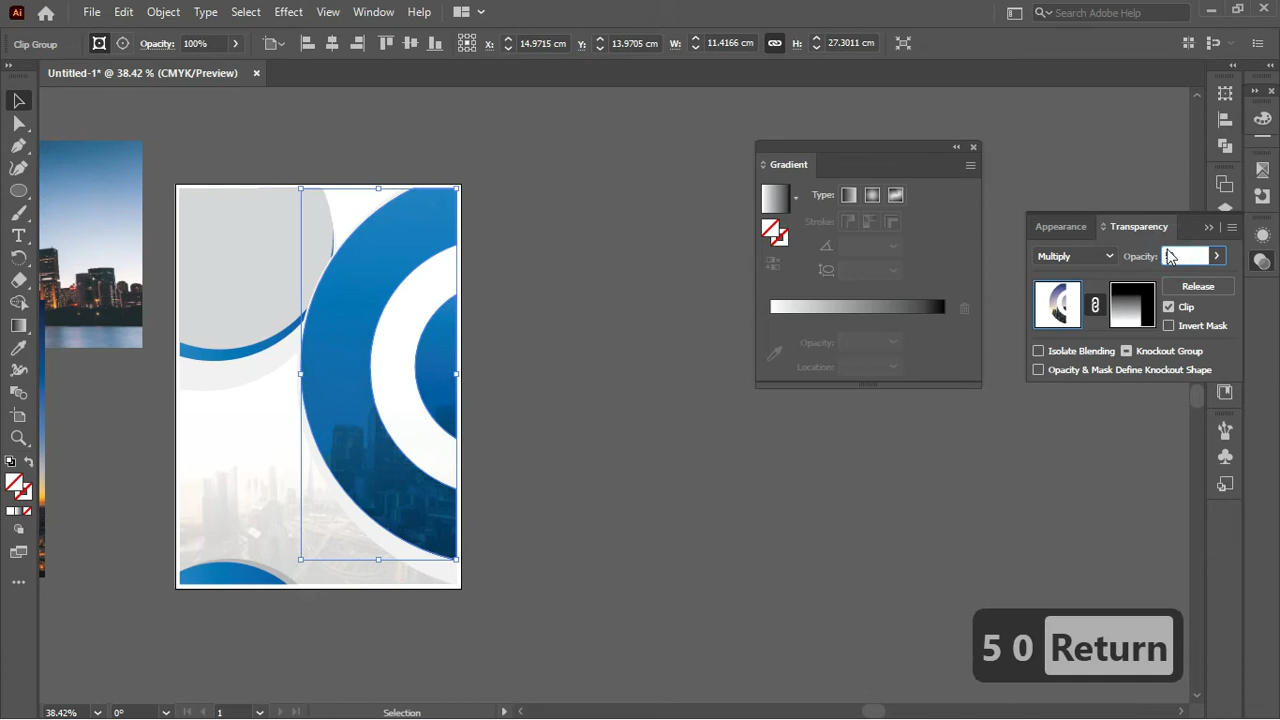 Ai File Edit Object Type Select Effect View Window Help Search Adobe Help
Clip Group Opacity: 100% X: 14.9715 cm Y: 13.9705 cm W: 11.4166 cm H: 27.3011 cm
Untitled-1* @ 38.42 % (CMYK/Preview) ×
Gradient
Type:
Stroke:
Opacity:
Location:
Appearance Transparency
Multiply Opacity:
Release
Clip
Invert Mask
Isolate Blending Knockout Group
Opacity & Mask Define Knockout Shape
5 0 Return
38.42% 0° 1 Selection